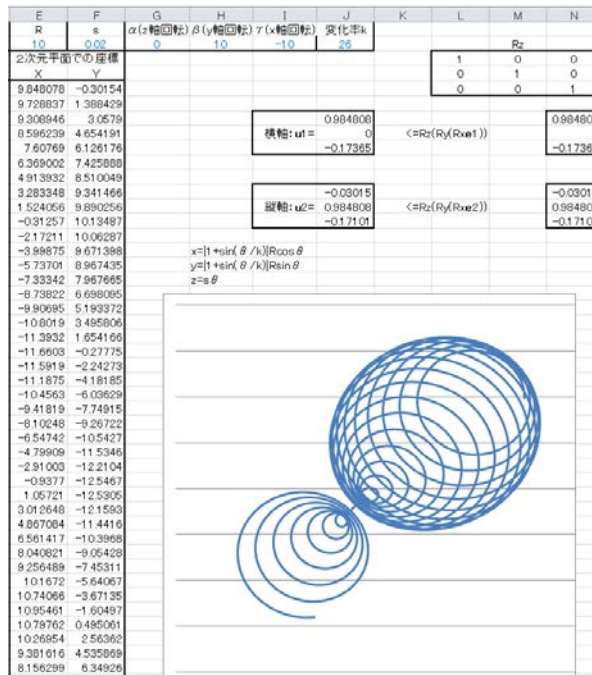 E F G H I J K L M N
R s α(z軸回転) β(y軸回転) γ(x軸回転) 変化率k
10 0.02 0 10 -10 26 Rz
2次元平面での座標 1 0 0
X Y 0 1 0
9.848078 -0.30154 0 0 1
9.728837 1.388429
9.308946 3.0579 0.984808 0.98480
8.596239 4.654191 横軸:u1= 0 <=Rz(Ry(Rxe1))
7.60769 6.126176 -0.17365 -0.1736
6.369002 7.425888
4.913932 8.510049
3.283348 9.341466 -0.03015 -0.0301
1.524056 9.890256 縦軸:u2= 0.984808 <=Rz(Ry(Rxe2)) 0.98480
-0.31257 10.13487 -0.17101 -0.1710
-2.17211 10.06287
-3.99875 9.671398 x=|1+sin(θ/k)|Rcosθ
-5.73701 8.967435 y=|1+sin(θ/k)|Rsinθ
-7.33342 7.967665 z=sθ
-8.73822 6.698095
-9.90695 5.193372
-10.8019 3.495806
-11.3932 1.654166
-11.6603 -0.27775
-11.5919 -2.24273
-11.1875 -4.18185
-10.4563 -6.03629
-9.41819 -7.74915
-8.10248 -9.26722
-6.54742 -10.5427
-4.79909 -11.5346
-2.91003 -12.2104
-0.9377 -12.5467
1.05721 -12.5305
3.012648 -12.1593
4.867084 -11.4416
6.561417 -10.3968
8.040821 -9.05428
9.256489 -7.45311
10.1672 -5.64067
10.74066 -3.67135
10.95461 -1.60497
10.79762 0.495061
10.26954 2.56362
9.381616 4.535869
8.156299 6.34926